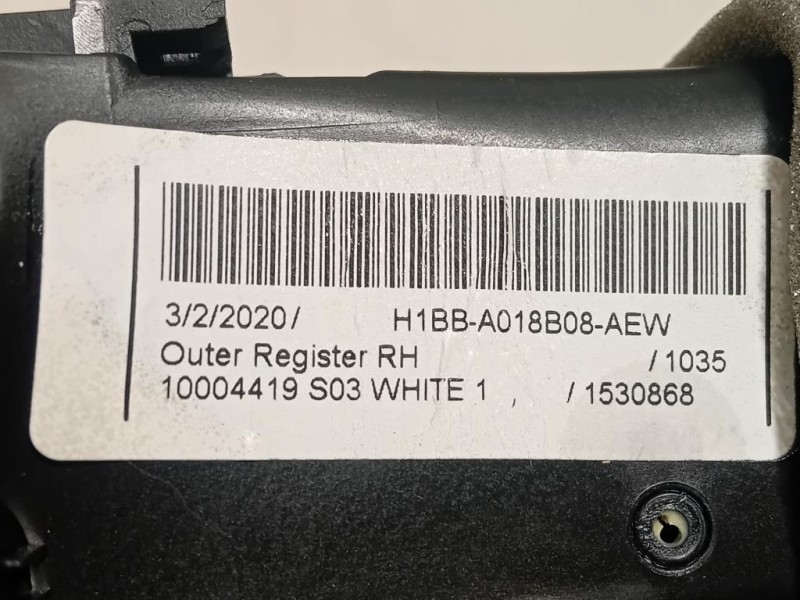 3/2/2020/ H1BB-A018B08-AEW
Outer Register RH /1035
10004419 S03 WHITE 1 , /1530868